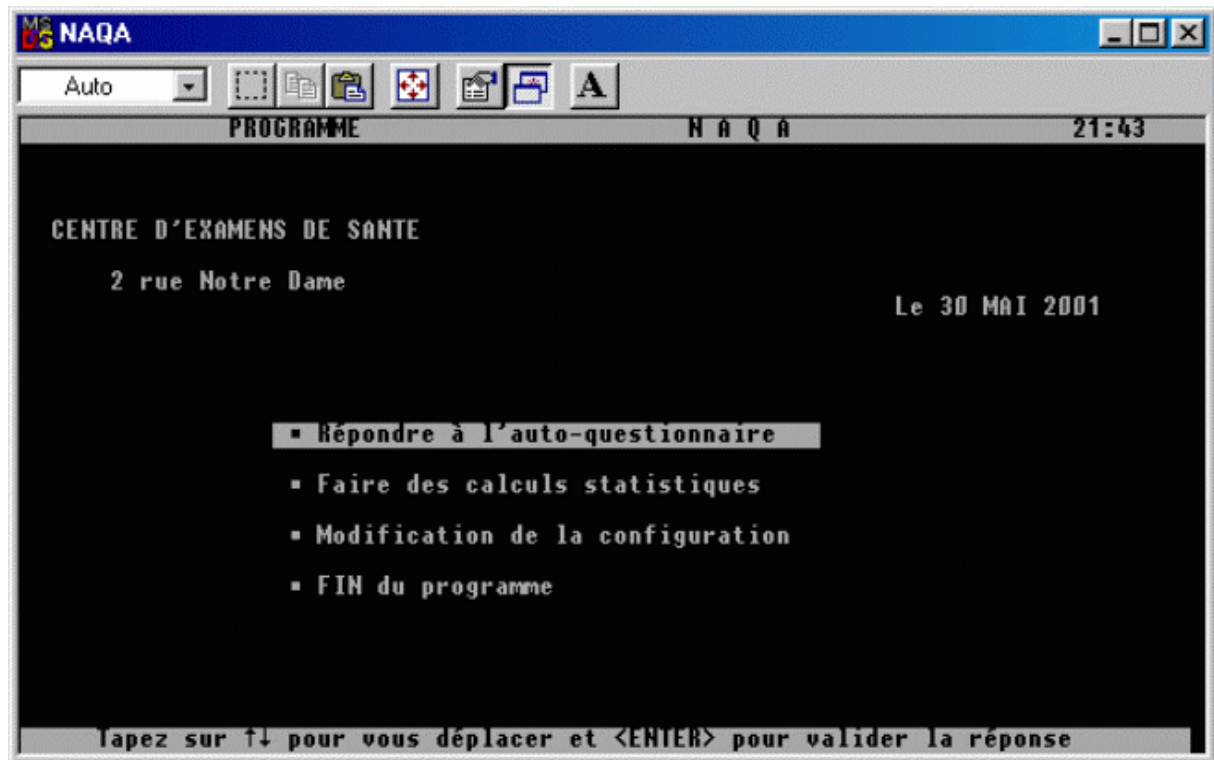 NAQA
Auto A
PROGRAMME N A Q A 21:43
CENTRE D'EXAMENS DE SANTE
2 rue Notre Dame
Le 30 MAI 2001
▪ Répondre à l'auto-questionnaire
▪ Faire des calculs statistiques
▪ Modification de la configuration
▪ FIN du programme
Tapez sur ↑↓ pour vous déplacer et <ENTER> pour valider la réponse